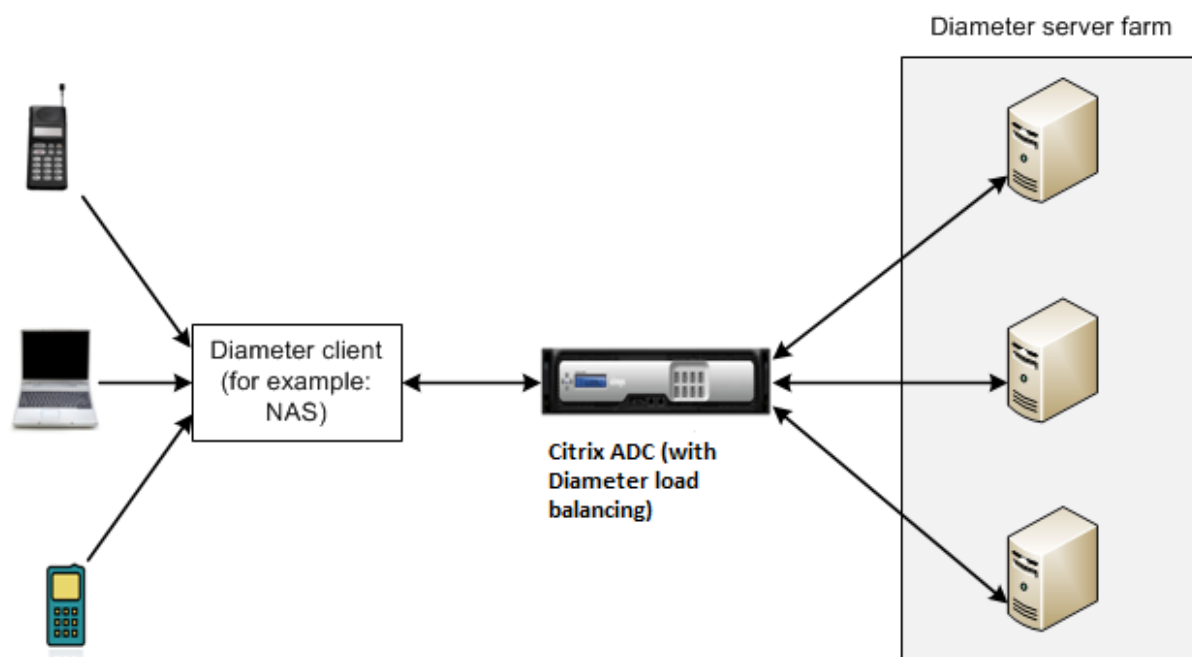 Diameter server farm
Diameter client
(for example:
NAS)
Citrix ADC (with
Diameter load
balancing)